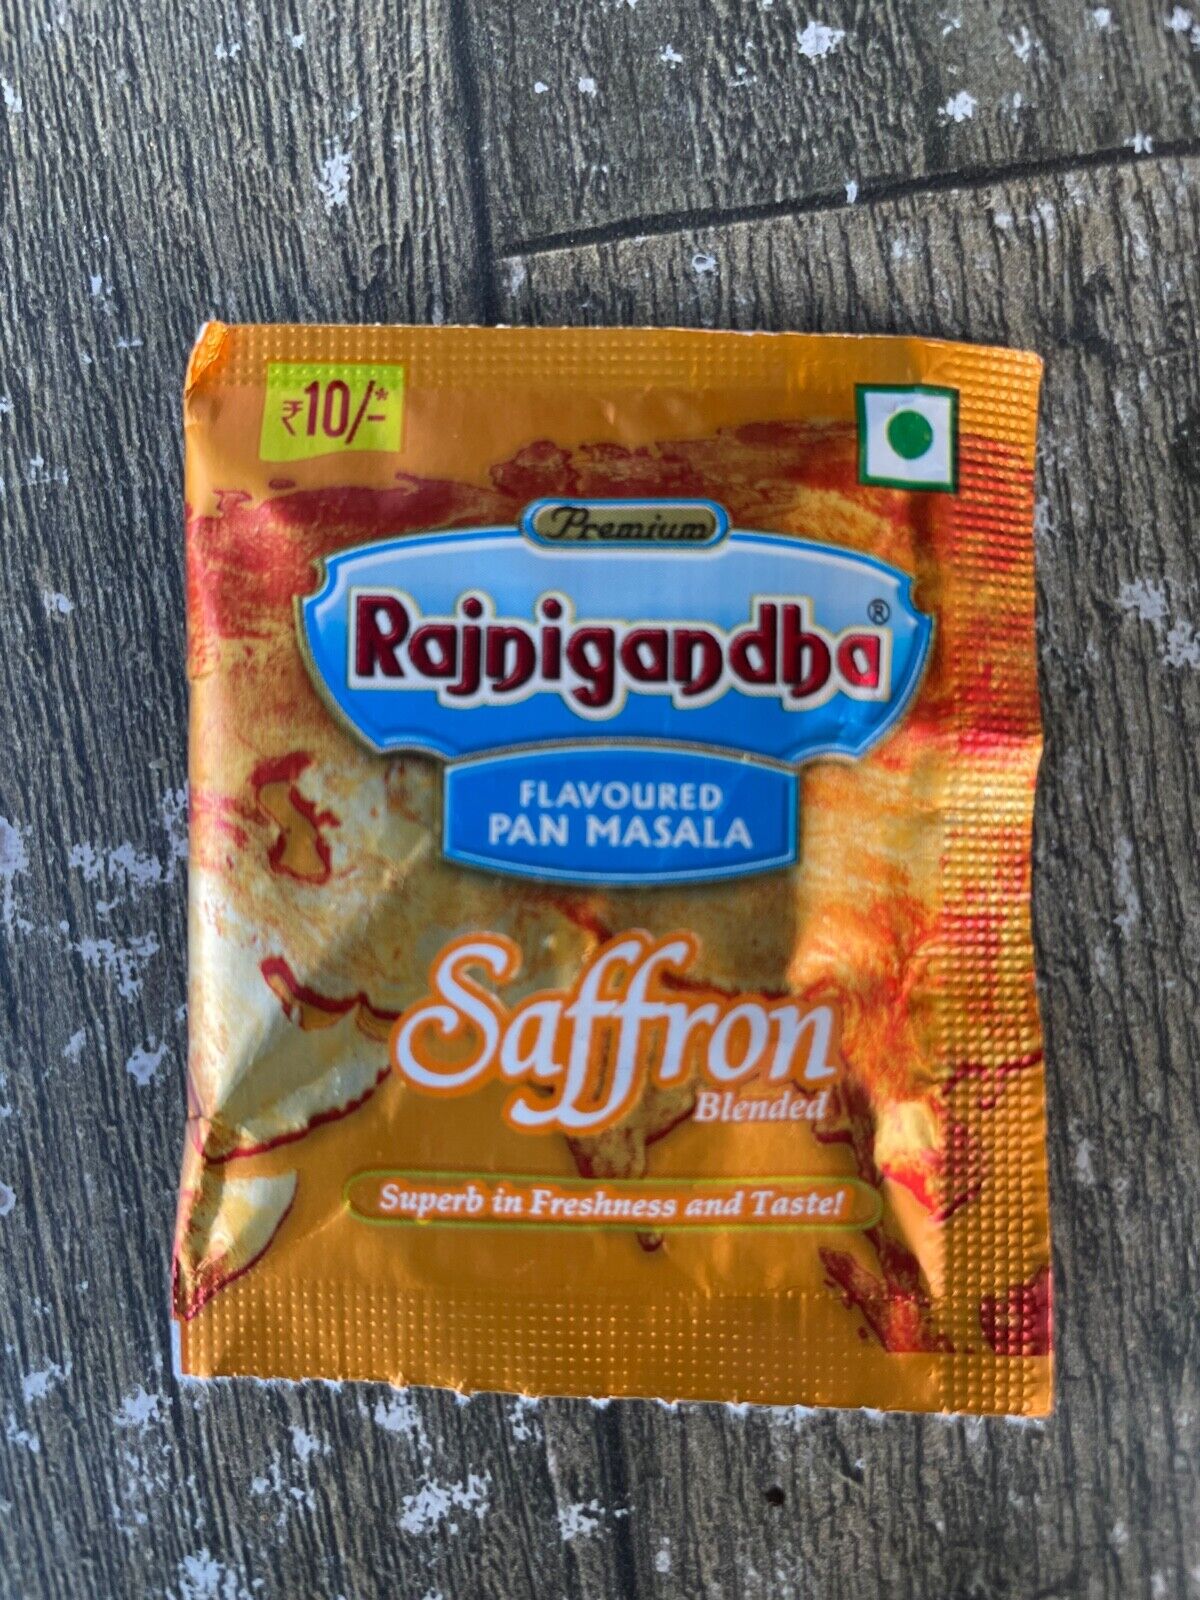 ₹10/-*
Premium
Rajnigandha®
FLAVOURED
PAN MASALA
Saffron
Blended
Superb in Freshness and Taste!